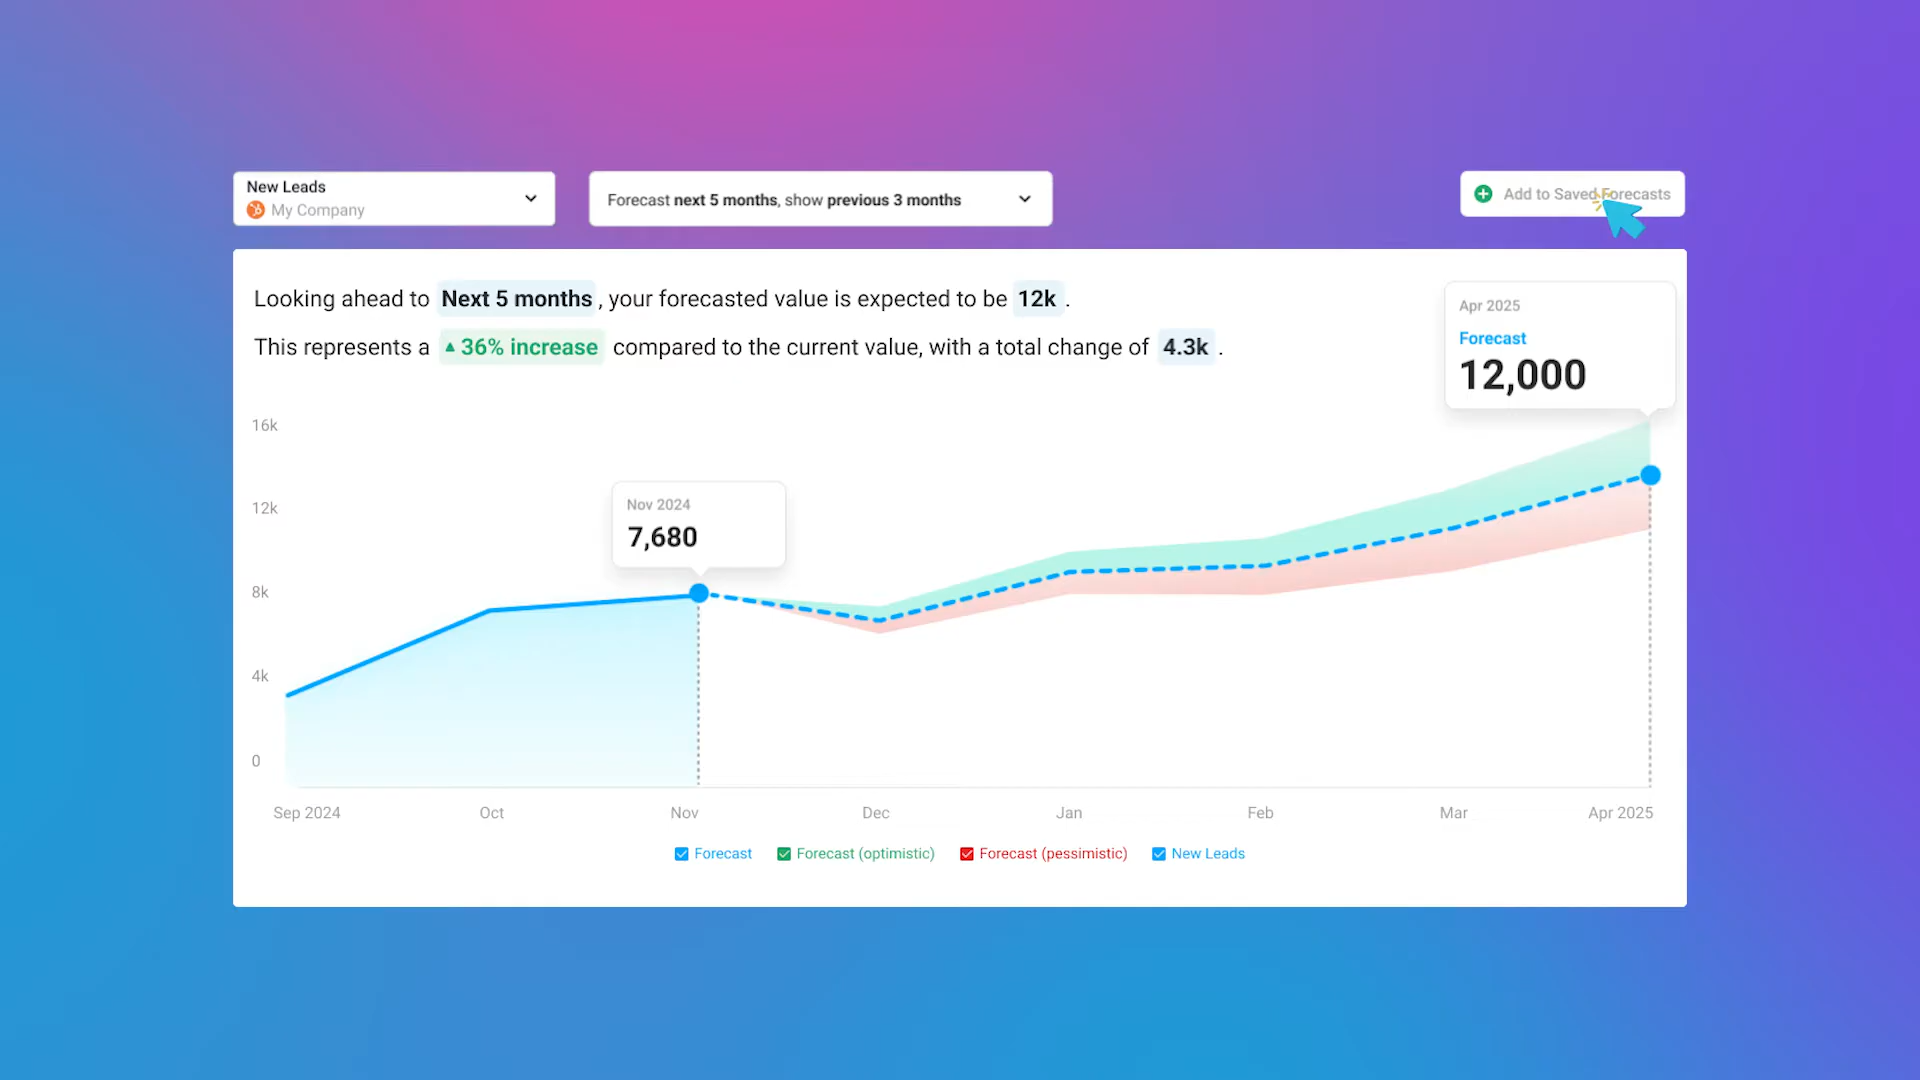 New Leads
My Company
Forecast next 5 months, show previous 3 months
Add to Saved Forecasts
Looking ahead to Next 5 months, your forecasted value is expected to be 12k.
This represents a 36% increase compared to the current value, with a total change of 4.3k.
Apr 2025
Forecast
12,000
Nov 2024
7,680
16k
12k
8k
4k
0
Sep 2024 Oct Nov Dec Jan Feb Mar Apr 2025
Forecast Forecast (optimistic) Forecast (pessimistic) New Leads